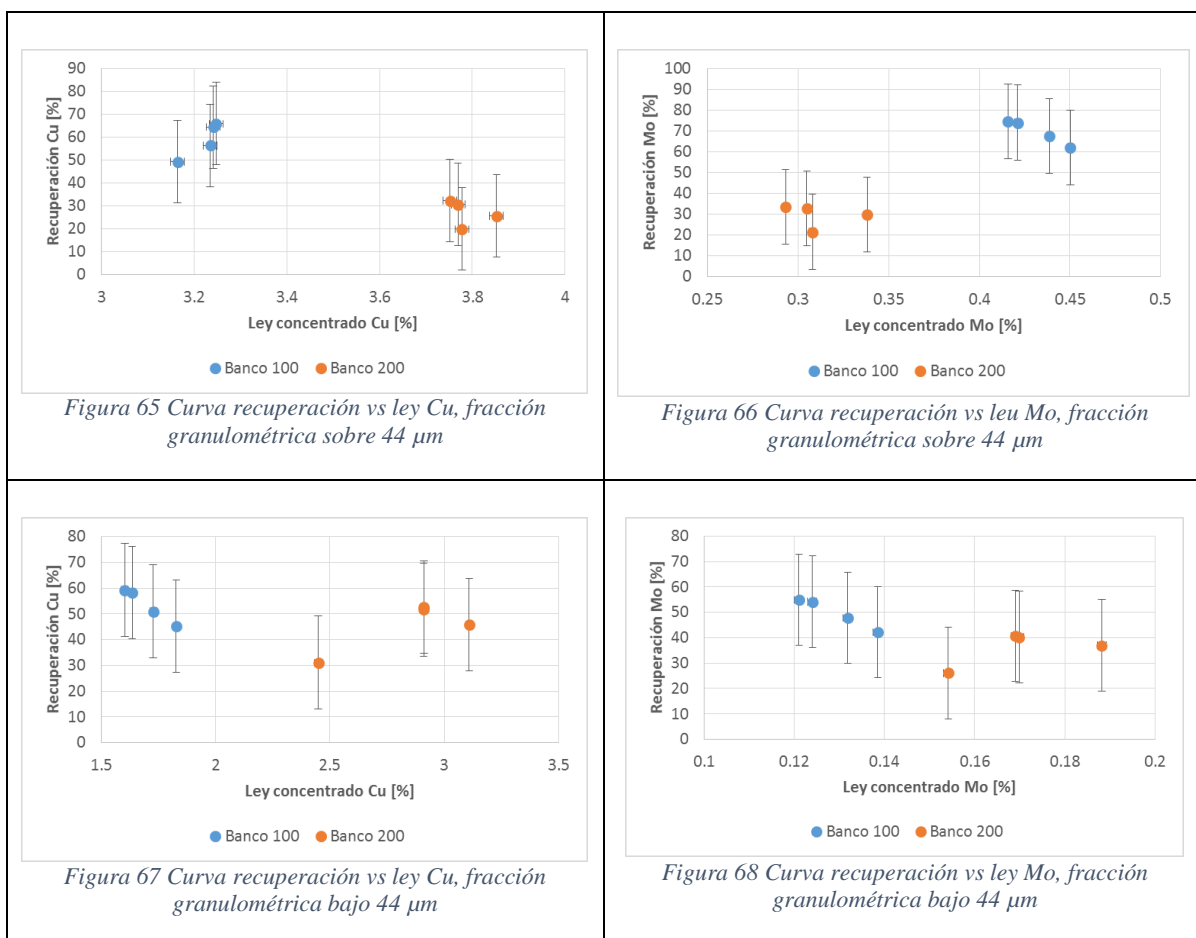 90
80
70
60
50
40
30
20
10
0
Recuperación Cu [%]
3 3.2 3.4 3.6 3.8 4
Ley concentrado Cu [%]
Banco 100 Banco 200
Figura 65 Curva recuperación vs ley Cu, fracción
granulométrica sobre 44 µm
100
90
80
70
60
50
40
30
20
10
0
Recuperación Mo [%]
0.25 0.3 0.35 0.4 0.45 0.5
Ley concentrado Mo [%]
Banco 100 Banco 200
Figura 66 Curva recuperación vs leu Mo, fracción
granulométrica sobre 44 µm
80
70
60
50
40
30
20
10
0
Recuperación Cu [%]
1.5 2 2.5 3 3.5
Ley concentrado Cu [%]
Banco 100 Banco 200
Figura 67 Curva recuperación vs ley Cu, fracción
granulométrica bajo 44 µm
80
70
60
50
40
30
20
10
0
Recuperación Mo [%]
0.1 0.12 0.14 0.16 0.18 0.2
Ley concentrado Mo [%]
Banco 100 Banco 200
Figura 68 Curva recuperación vs ley Mo, fracción
granulométrica bajo 44 µm